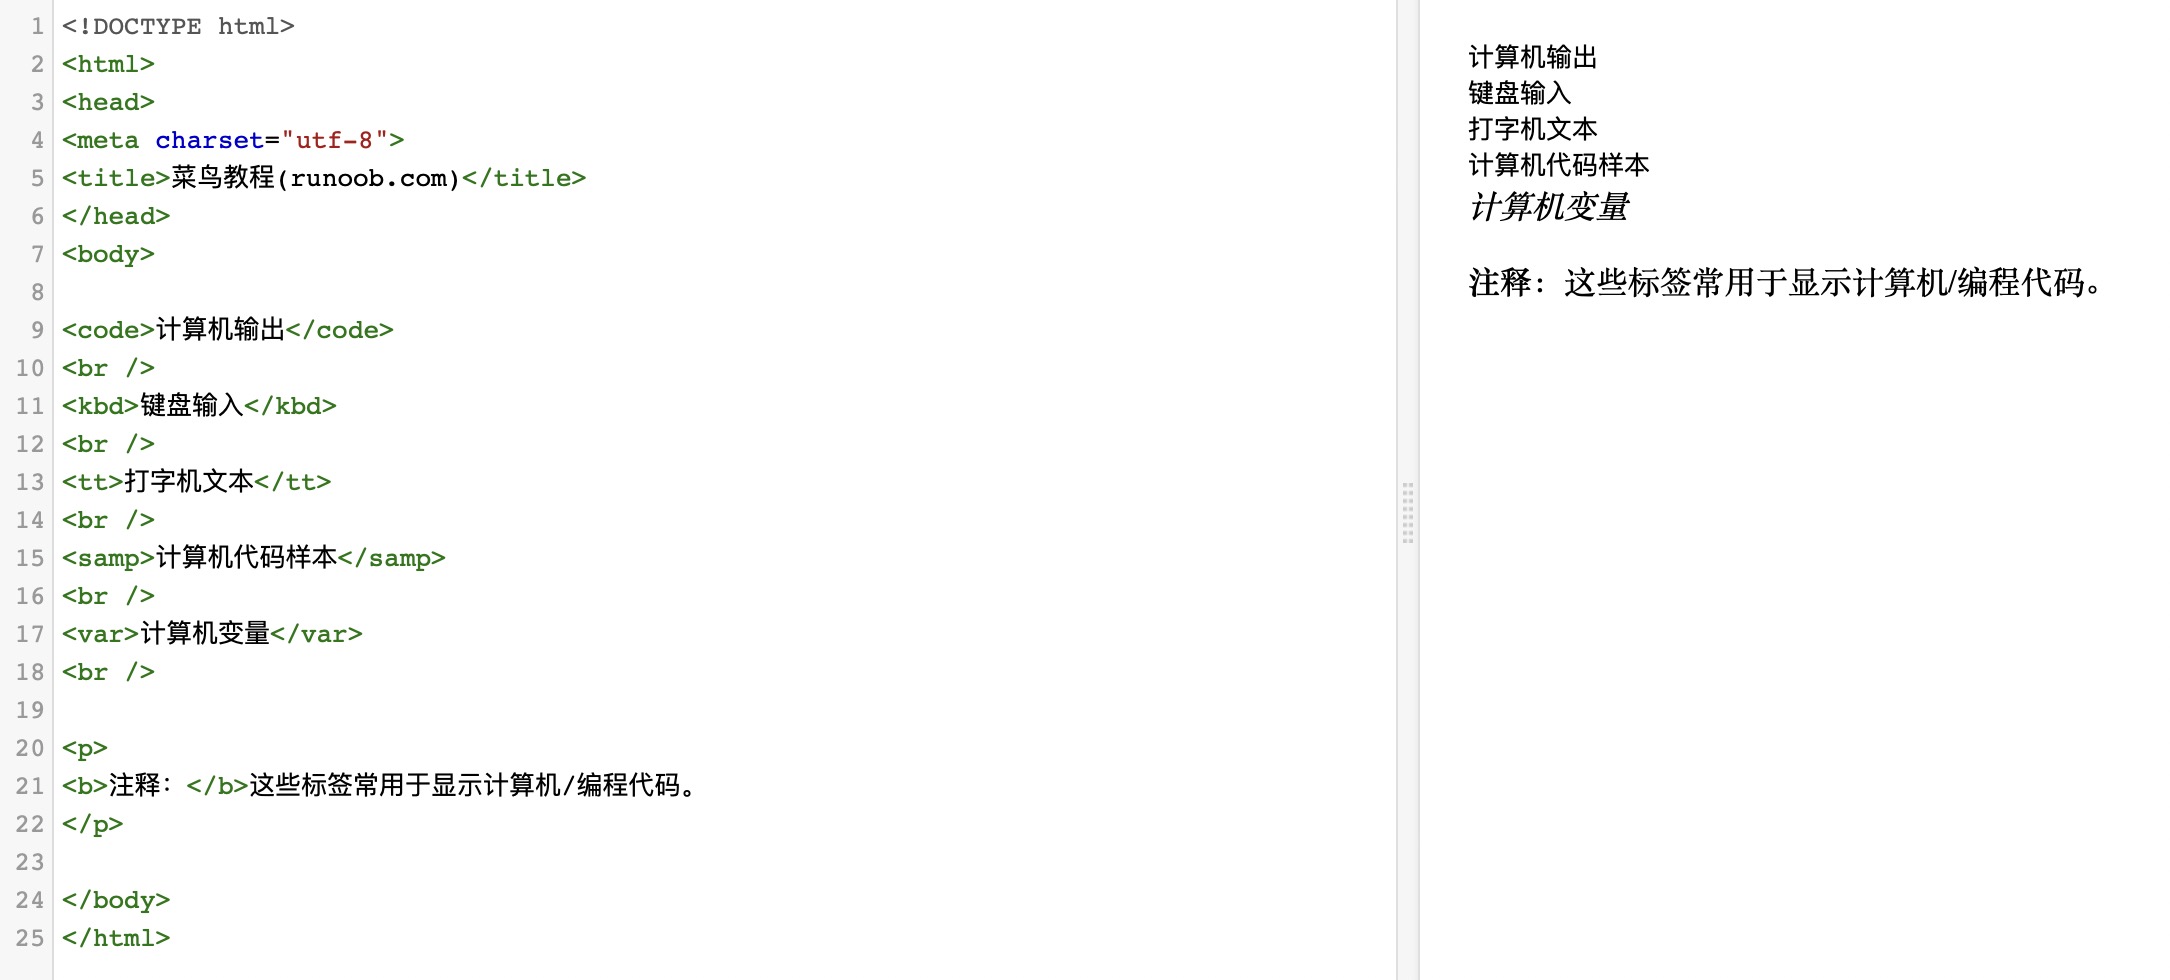 1 <!DOCTYPE html>
2 <html>
3 <head>
4 <meta charset="utf-8">
5 <title>菜鸟教程(runoob.com)</title>
6 </head>
7 <body>
8
9 <code>计算机输出</code>
10 <br />
11 <kbd>键盘输入</kbd>
12 <br />
13 <tt>打字机文本</tt>
14 <br />
15 <samp>计算机代码样本</samp>
16 <br />
17 <var>计算机变量</var>
18 <br />
19
20 <p>
21 <b>注释：</b>这些标签常用于显示计算机/编程代码。
22 </p>
23
24 </body>
25 </html>
计算机输出
键盘输入
打字机文本
计算机代码样本
计算机变量
注释：这些标签常用于显示计算机/编程代码。